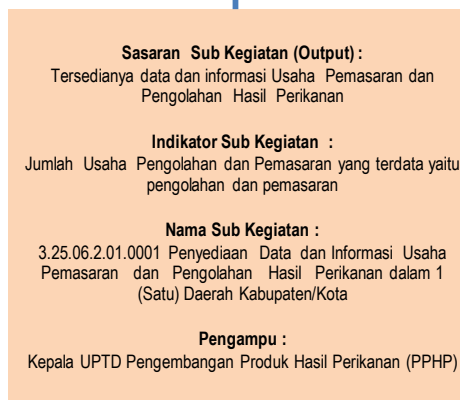 Sasaran Sub Kegiatan (Output) :
Tersedianya data dan informasi Usaha Pemasaran dan
Pengolahan Hasil Perikanan
Indikator Sub Kegiatan :
Jumlah Usaha Pengolahan dan Pemasaran yang terdata yaitu
pengolahan dan pemasaran
Nama Sub Kegiatan :
3.25.06.2.01.0001 Penyediaan Data dan Informasi Usaha
Pemasaran dan Pengolahan Hasil Perikanan dalam 1
(Satu) Daerah Kabupaten/Kota
Pengampu :
Kepala UPTD Pengembangan Produk Hasil Perikanan (PPHP)